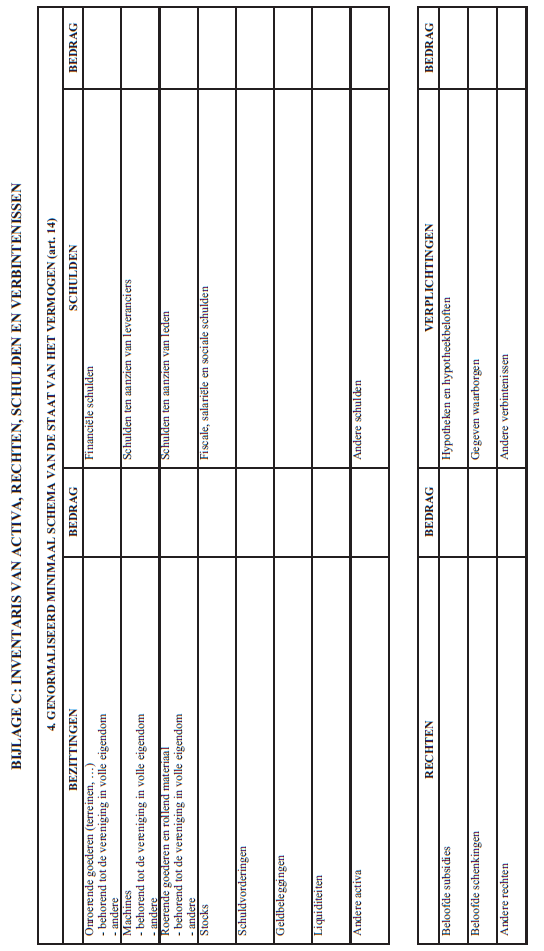 BIJLAGE C: INVENTARIS VAN ACTIVA, RECHTEN, SCHULDEN EN VERBINTENISSEN
4. GENORMALISEERD MINIMAAL SCHEMA VAN DE STAAT VAN HET VERMOGEN (art. 14)
BEZITTINGEN BEDRAG SCHULDEN BEDRAG
Onroerende goederen (terreinen, …) Financiële schulden
- behorend tot de vereniging in volle eigendom
- andere
Machines Schulden ten aanzien van leveranciers
- behorend tot de vereniging in volle eigendom
- andere
Roerende goederen en rollend materiaal Schulden ten aanzien van leden
- behorend tot de vereniging in volle eigendom
- andere
Stocks Fiscale, salariële en sociale schulden
Schuldvorderingen
Geldbeleggingen
Liquiditeiten
Andere activa Andere schulden
RECHTEN BEDRAG VERPLICHTINGEN BEDRAG
Beloofde subsidies Hypotheken en hypotheekbeloften
Beloofde schenkingen Gegeven waarborgen
Andere rechten Andere verbintenissen